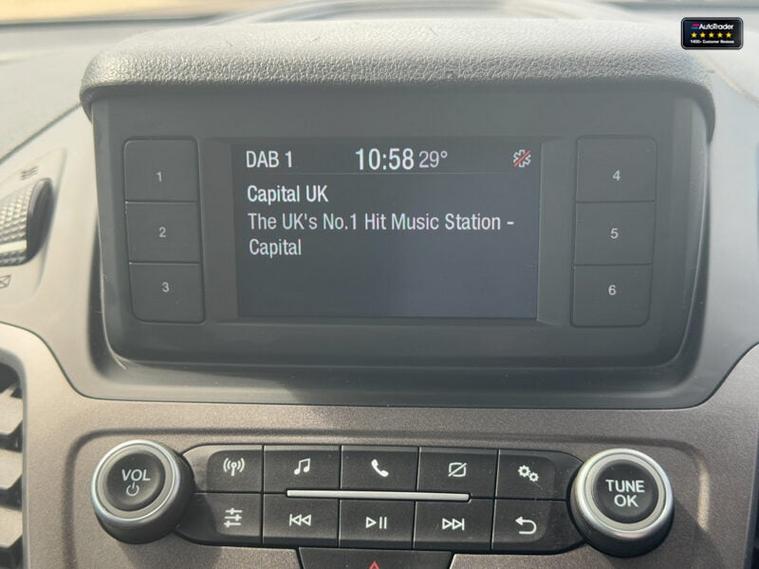 AutoTrader
1 DAB 1 10:58 29° 4
Capital UK
2 The UK's No.1 Hit Music Station - 5
Capital
3 6
VOL
TUNE
OK